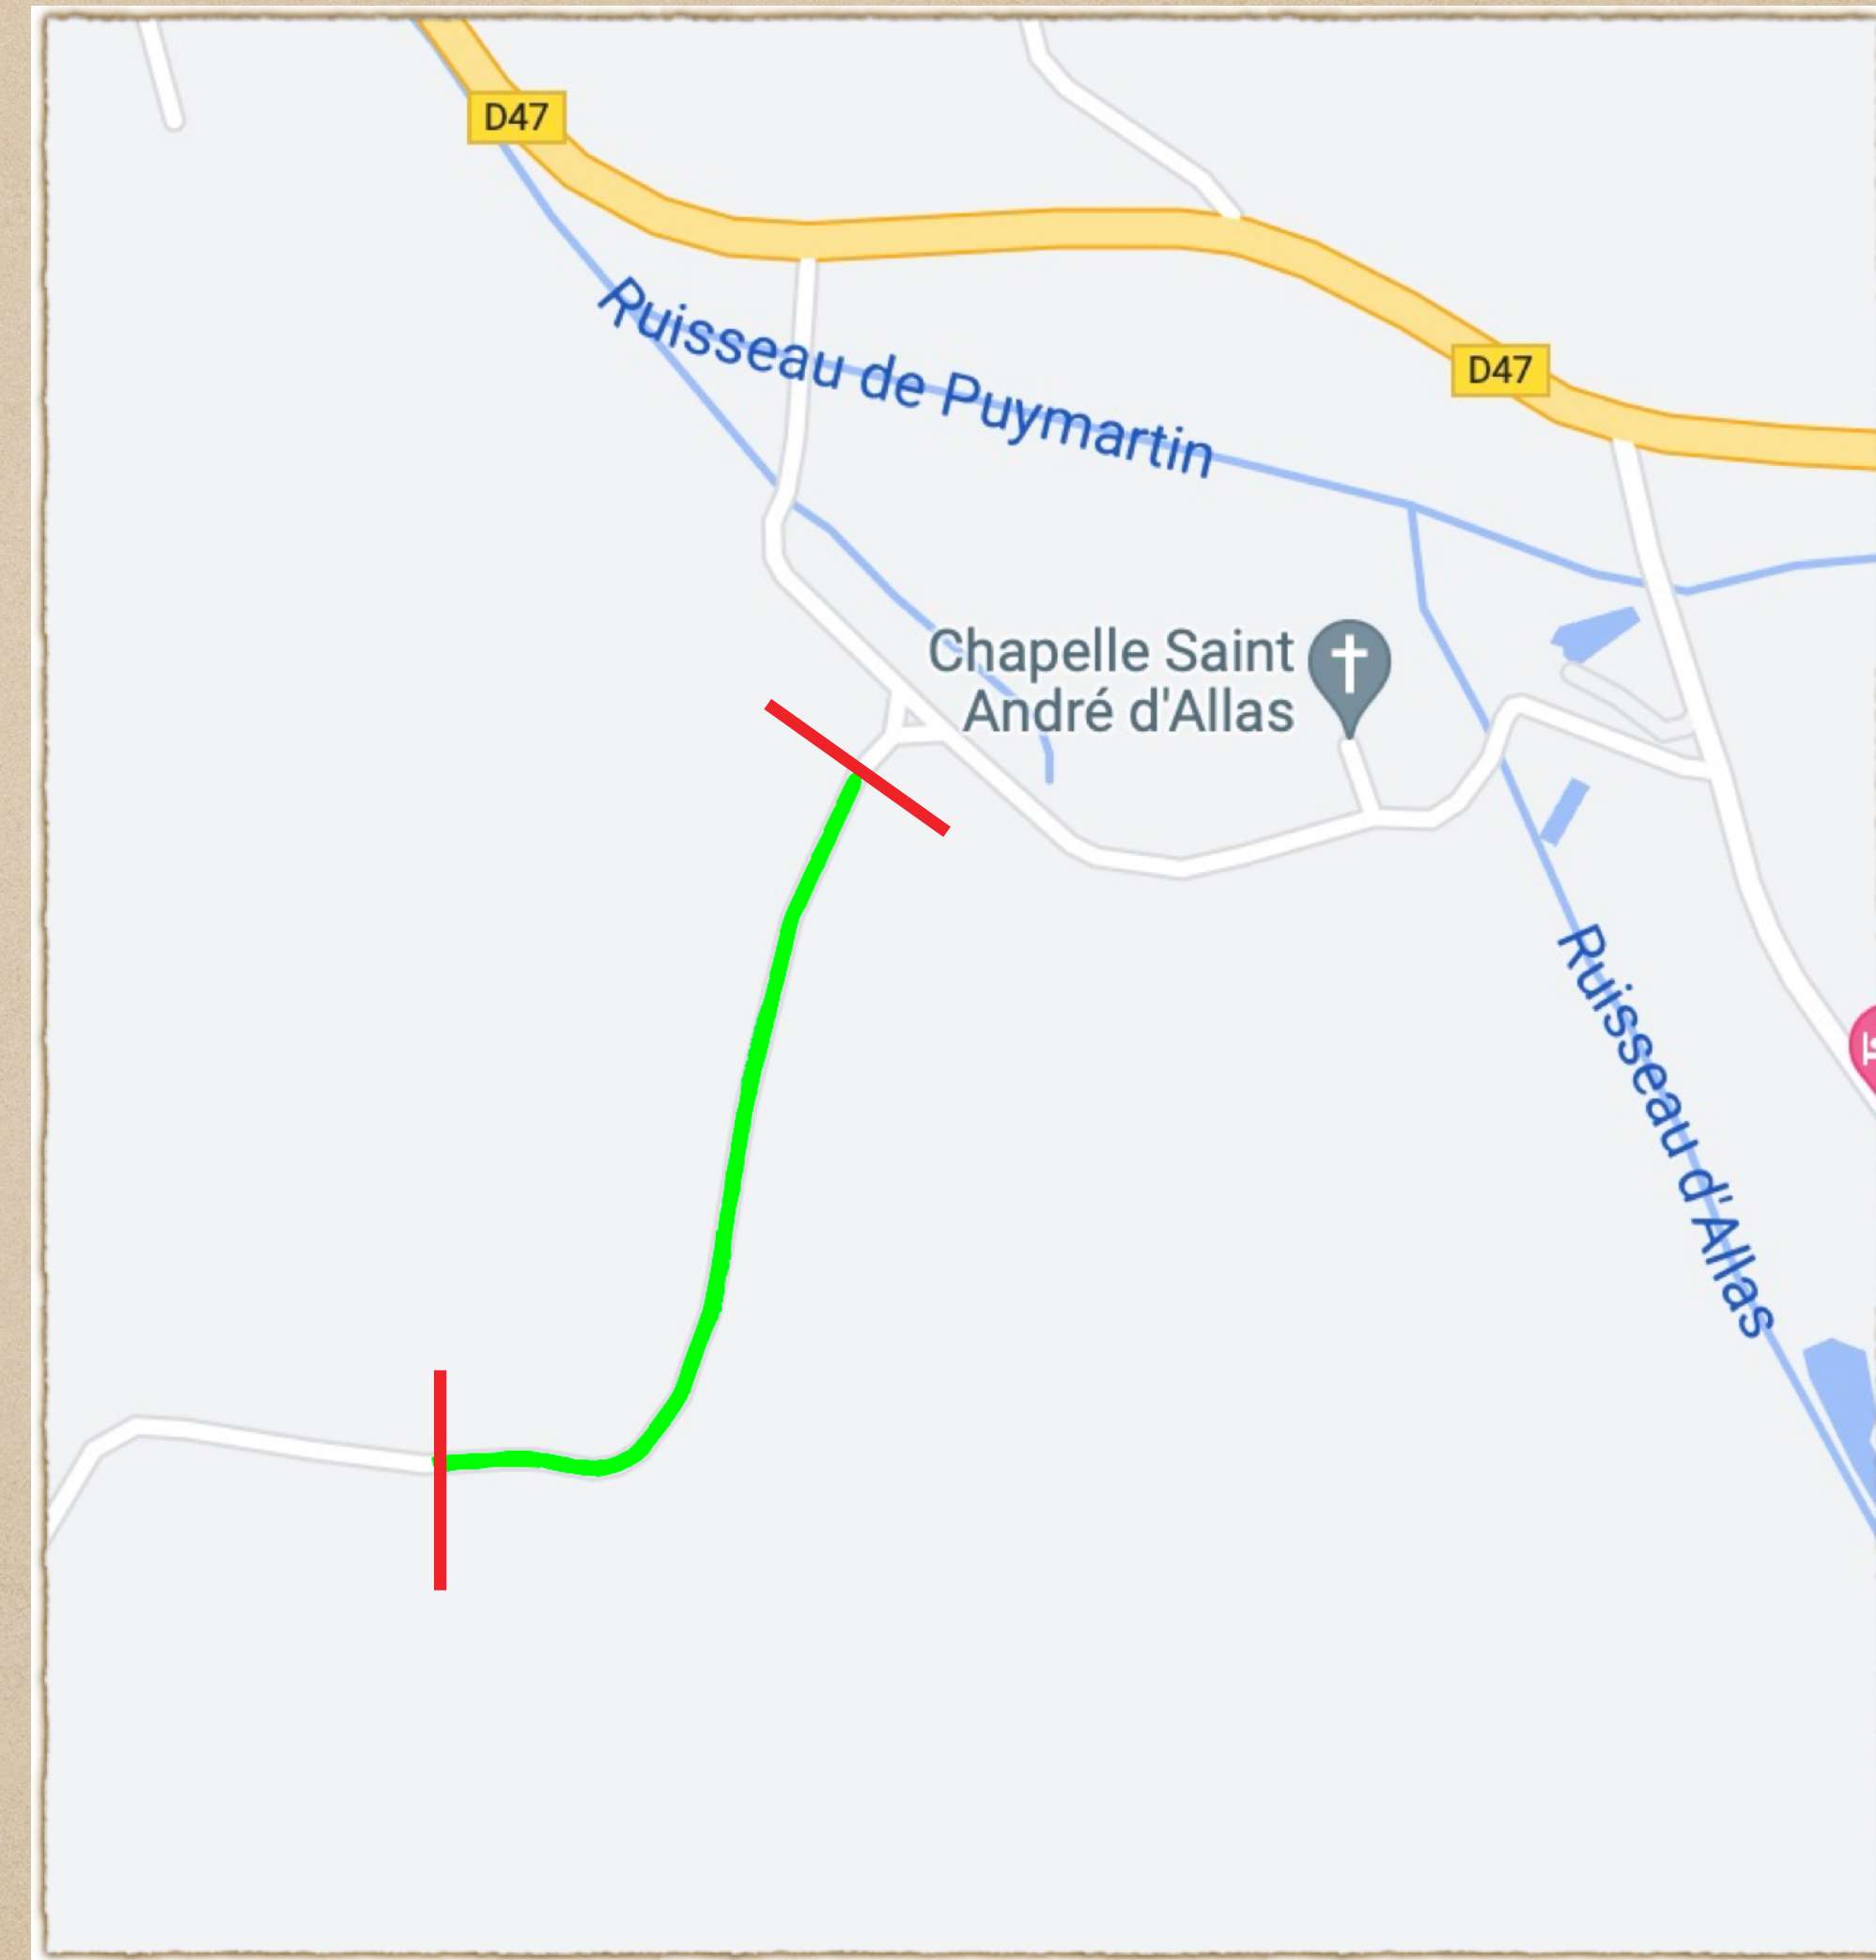 D47
Ruisseau de Puymartin
D47
Chapelle Saint
André d'Allas
Ruisseau d'Allas